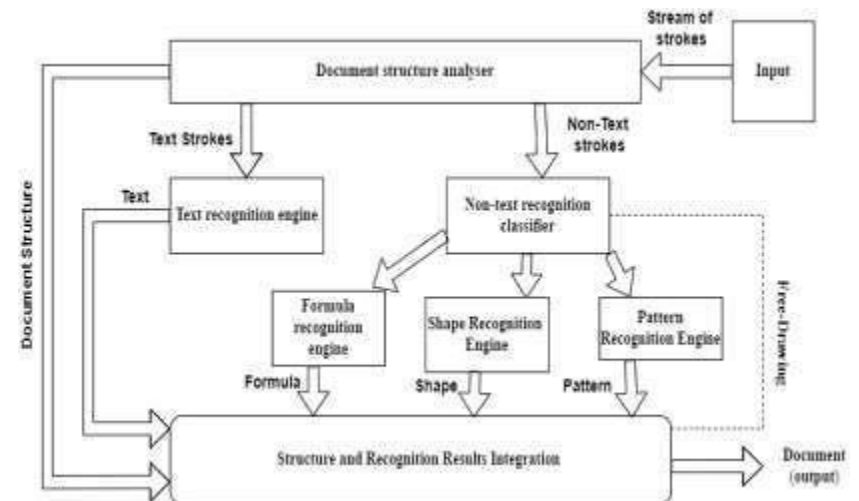 Stream of
strokes
Document structure analyser
Input
Text Strokes
Non-Text
strokes
Text
Text recognition engine
Non-text recognition
classifier
Document Structure
Formula
recognition
engine
Shape Recognition
Engine
Pattern
Recognition Engine
Free-Drawing
Formula
Shape
Pattern
Structure and Recognition Results Integration
Document
(output)